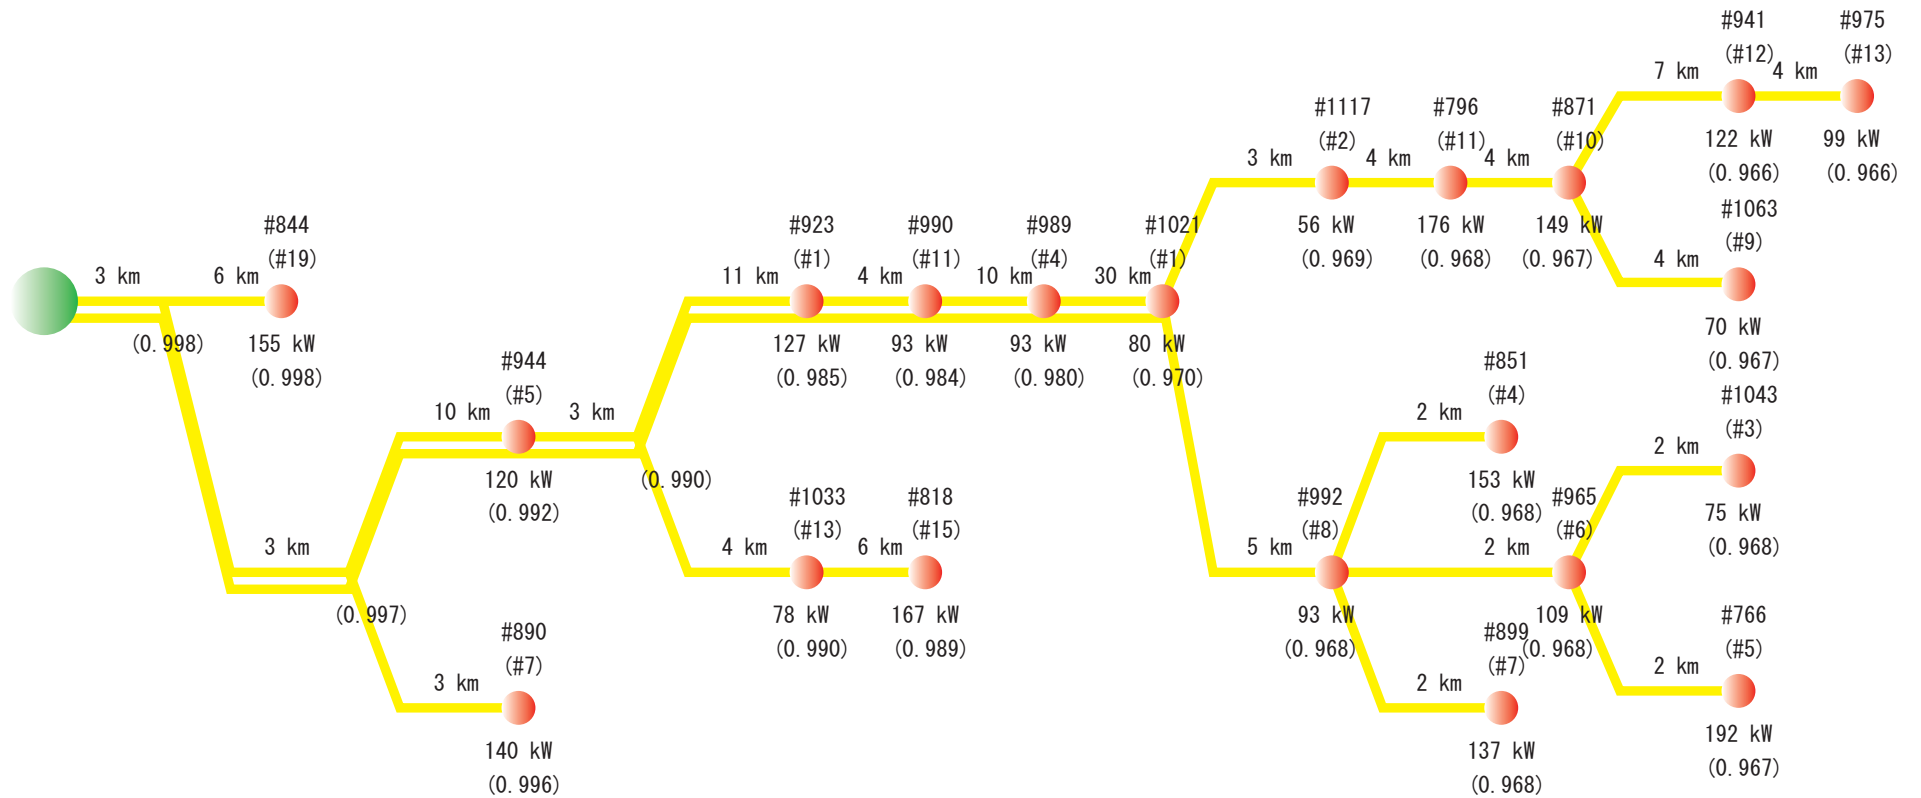 #941
#975
(#12)
(#13)
7 km
4 km
#1117
#796
#871
(#2)
(#11)
(#10)
122 kW
99 kW
3 km
4 km
4 km
(0.966)
(0.966)
#844
#923
#990
#989
#1021
56 kW
176 kW
149 kW
#1063
(#19)
(#1)
(#11)
(#4)
(#1)
(0.969)
(0.968)
(0.967)
(#9)
3 km
6 km
11 km
4 km
10 km
30 km
4 km
(0.998)
155 kW
127 kW
93 kW
93 kW
80 kW
70 kW
(0.998)
(0.985)
(0.984)
(0.980)
(0.970)
(0.967)
#944
#851
(#5)
(#4)
#1043
10 km
3 km
2 km
(#3)
2 km
120 kW
(0.990)
153 kW
(0.992)
#1033
#818
#992
(0.968)
#965
75 kW
(#13)
(#15)
(#8)
(#6)
(0.968)
3 km
4 km
6 km
5 km
2 km
(0.997)
78 kW
167 kW
93 kW
109 kW
#766
#890
(0.990)
(0.989)
(0.968)
#899
(0.968)
(#5)
(#7)
(#7)
3 km
2 km
2 km
140 kW
137 kW
192 kW
(0.996)
(0.968)
(0.967)